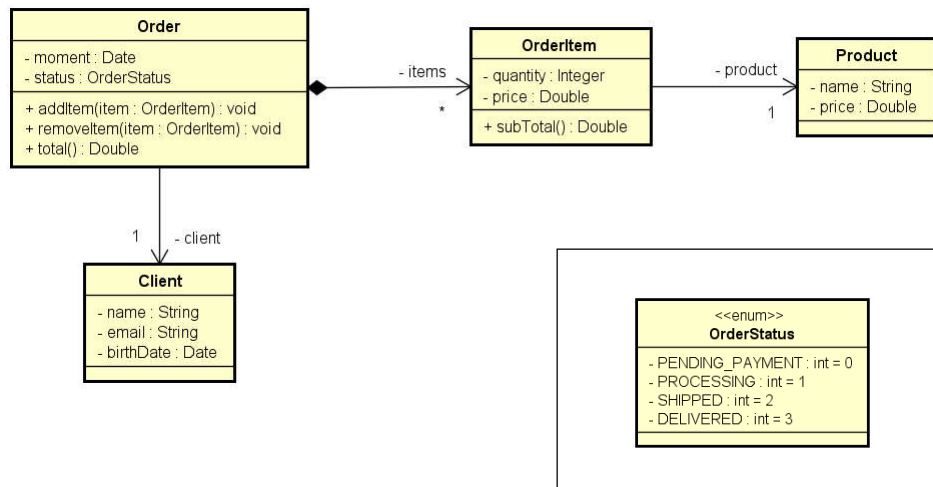 Order
- moment : Date
- status : OrderStatus
+ addItem(item : OrderItem) : void
+ removeItem(item : OrderItem) : void
+ total() : Double
- items
*
OrderItem
- quantity : Integer
- price : Double
+ subTotal() : Double
- product
1
Product
- name : String
- price : Double
1
- client
Client
- name : String
- email : String
- birthDate : Date
<<enum>>
OrderStatus
- PENDING_PAYMENT : int = 0
- PROCESSING : int = 1
- SHIPPED : int = 2
- DELIVERED : int = 3